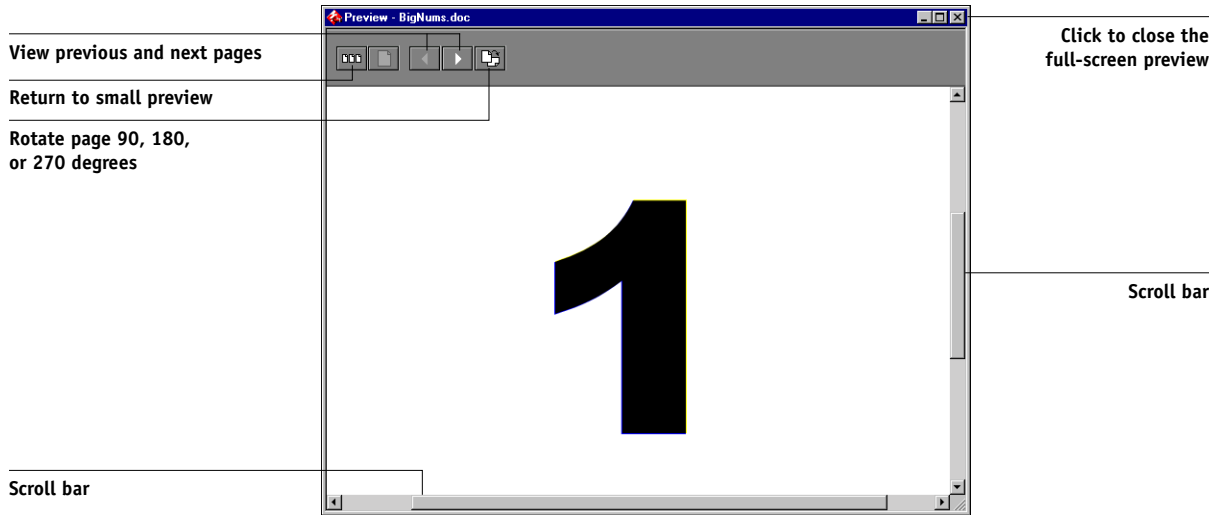 Preview - BigNums.doc
View previous and next pages
Return to small preview
Rotate page 90, 180,
or 270 degrees
Click to close the
full-screen preview
1
Scroll bar
Scroll bar